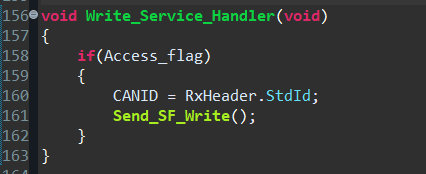 156 void Write_Service_Handler(void)
157 {
158     if(Access_flag)
159     {
160         CANID = RxHeader.StdId;
161         Send_SF_Write();
162     }
163 }